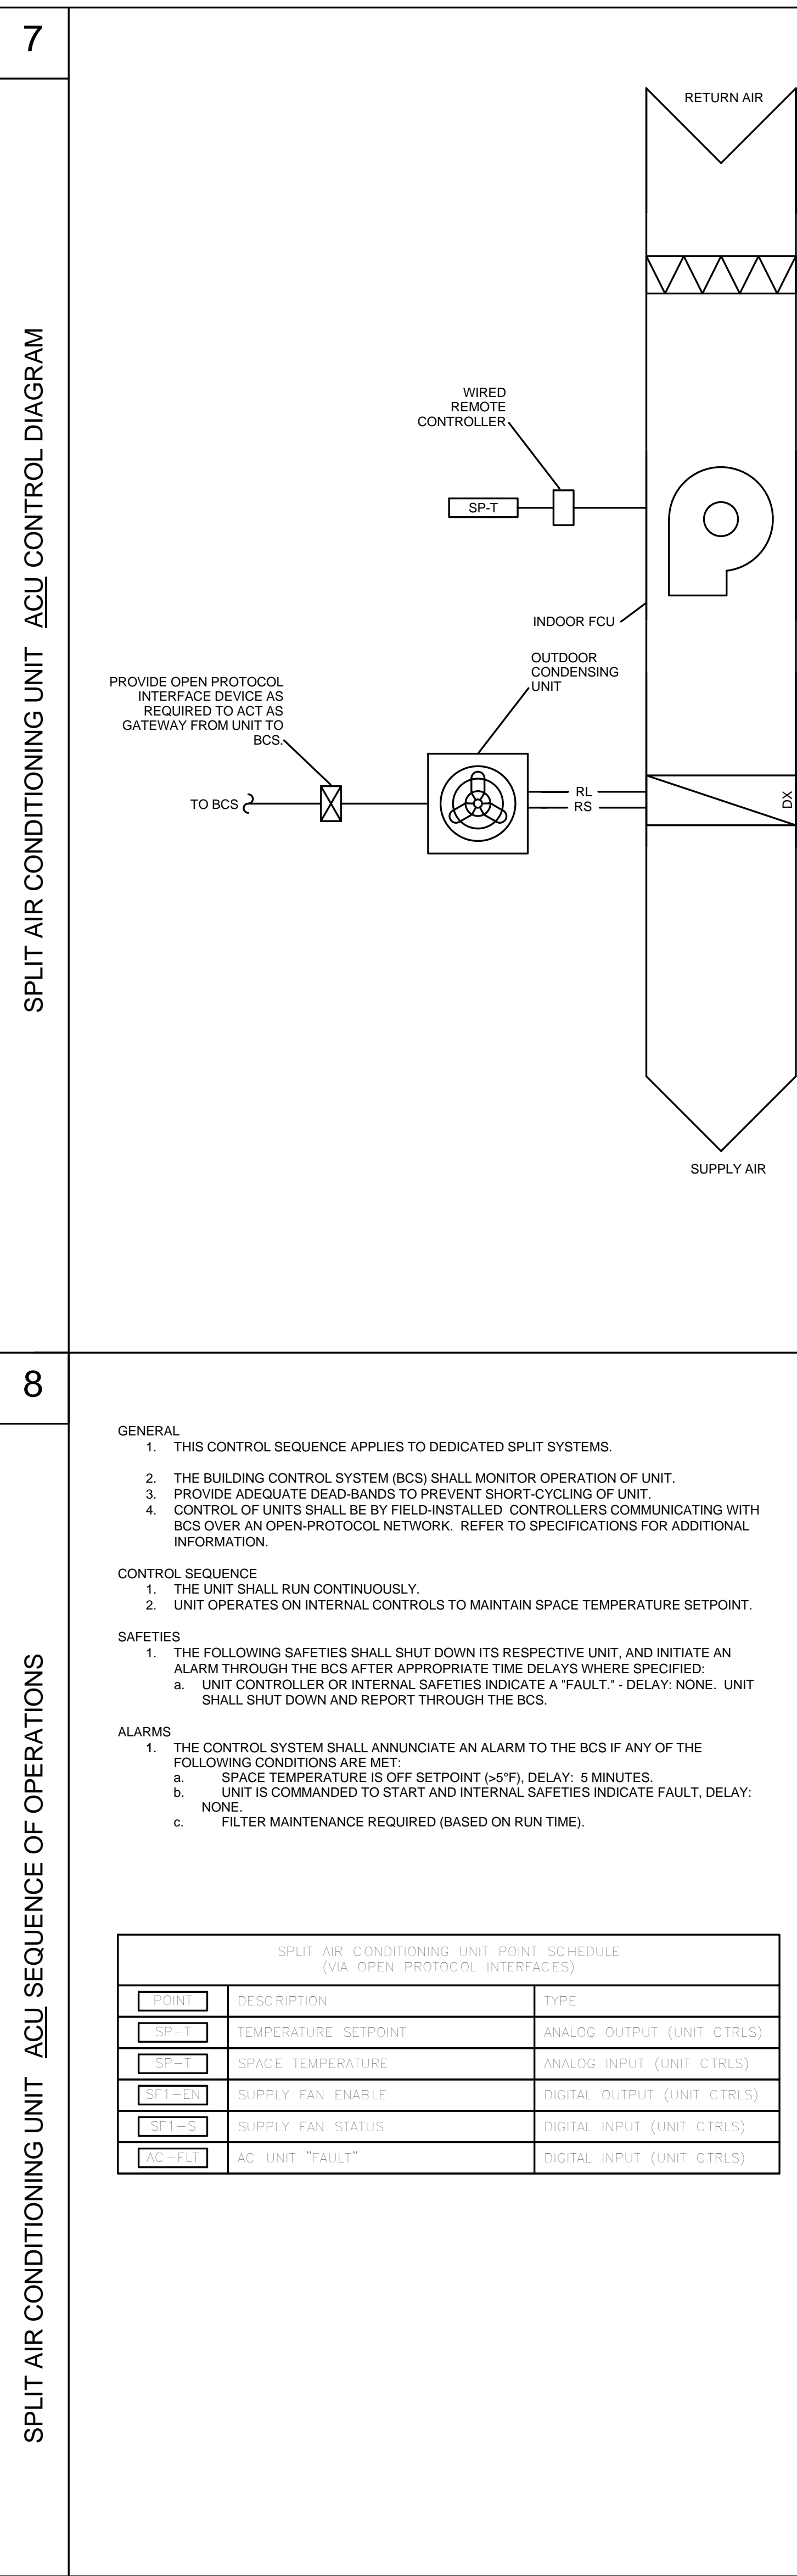 7
SPLIT AIR CONDITIONING UNIT ACU CONTROL DIAGRAM
RETURN AIR
WIRED
REMOTE
CONTROLLER
SP-T
INDOOR FCU
OUTDOOR
CONDENSING
UNIT
PROVIDE OPEN PROTOCOL
INTERFACE DEVICE AS
REQUIRED TO ACT AS
GATEWAY FROM UNIT TO
BCS.
TO BCS
RL
RS
DX
SUPPLY AIR
8
SPLIT AIR CONDITIONING UNIT ACU SEQUENCE OF OPERATIONS
GENERAL
1. THIS CONTROL SEQUENCE APPLIES TO DEDICATED SPLIT SYSTEMS.
2. THE BUILDING CONTROL SYSTEM (BCS) SHALL MONITOR OPERATION OF UNIT.
3. PROVIDE ADEQUATE DEAD-BANDS TO PREVENT SHORT-CYCLING OF UNIT.
4. CONTROL OF UNITS SHALL BE BY FIELD-INSTALLED CONTROLLERS COMMUNICATING WITH
BCS OVER AN OPEN-PROTOCOL NETWORK. REFER TO SPECIFICATIONS FOR ADDITIONAL
INFORMATION.
CONTROL SEQUENCE
1. THE UNIT SHALL RUN CONTINUOUSLY.
2. UNIT OPERATES ON INTERNAL CONTROLS TO MAINTAIN SPACE TEMPERATURE SETPOINT.
SAFETIES
1. THE FOLLOWING SAFETIES SHALL SHUT DOWN ITS RESPECTIVE UNIT, AND INITIATE AN
ALARM THROUGH THE BCS AFTER APPROPRIATE TIME DELAYS WHERE SPECIFIED:
a. UNIT CONTROLLER OR INTERNAL SAFETIES INDICATE A "FAULT." - DELAY: NONE. UNIT
SHALL SHUT DOWN AND REPORT THROUGH THE BCS.
ALARMS
1. THE CONTROL SYSTEM SHALL ANNUNCIATE AN ALARM TO THE BCS IF ANY OF THE
FOLLOWING CONDITIONS ARE MET:
a. SPACE TEMPERATURE IS OFF SETPOINT (>5°F), DELAY: 5 MINUTES.
b. UNIT IS COMMANDED TO START AND INTERNAL SAFETIES INDICATE FAULT, DELAY:
NONE.
c. FILTER MAINTENANCE REQUIRED (BASED ON RUN TIME).
SPLIT AIR CONDITIONING UNIT POINT SCHEDULE
(VIA OPEN PROTOCOL INTERFACES)
POINT DESCRIPTION TYPE
SP-T TEMPERATURE SETPOINT ANALOG OUTPUT (UNIT CTRLS)
SP-T SPACE TEMPERATURE ANALOG INPUT (UNIT CTRLS)
SF1-EN SUPPLY FAN ENABLE DIGITAL OUTPUT (UNIT CTRLS)
SF1-S SUPPLY FAN STATUS DIGITAL INPUT (UNIT CTRLS)
AC-FLT AC UNIT "FAULT" DIGITAL INPUT (UNIT CTRLS)